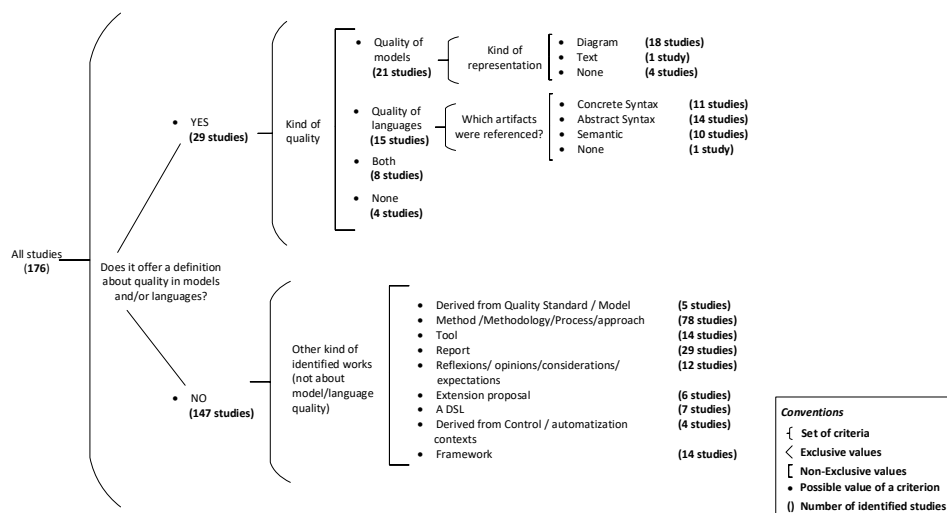 All studies
(176)
Does it offer a definition
about quality in models
and/or languages?
• YES
(29 studies)
Kind of
quality
• Quality of
models
(21 studies)
Kind of
representation
• Diagram (18 studies)
• Text (1 study)
• None (4 studies)
• Quality of
languages
(15 studies)
Which artifacts
were referenced?
• Concrete Syntax (11 studies)
• Abstract Syntax (14 studies)
• Semantic (10 studies)
• None (1 study)
• Both
(8 studies)
• None
(4 studies)
• NO
(147 studies)
Other kind of
identified works
(not about
model/language
quality)
• Derived from Quality Standard / Model (5 studies)
• Method /Methodology/Process/approach (78 studies)
• Tool (14 studies)
• Report (29 studies)
• Reflexions/ opinions/considerations/ (12 studies)
expectations
• Extension proposal (6 studies)
• A DSL (7 studies)
• Derived from Control / automatization (4 studies)
contexts
• Framework (14 studies)
Conventions
{ Set of criteria
< Exclusive values
[ Non-Exclusive values
• Possible value of a criterion
() Number of identified studies